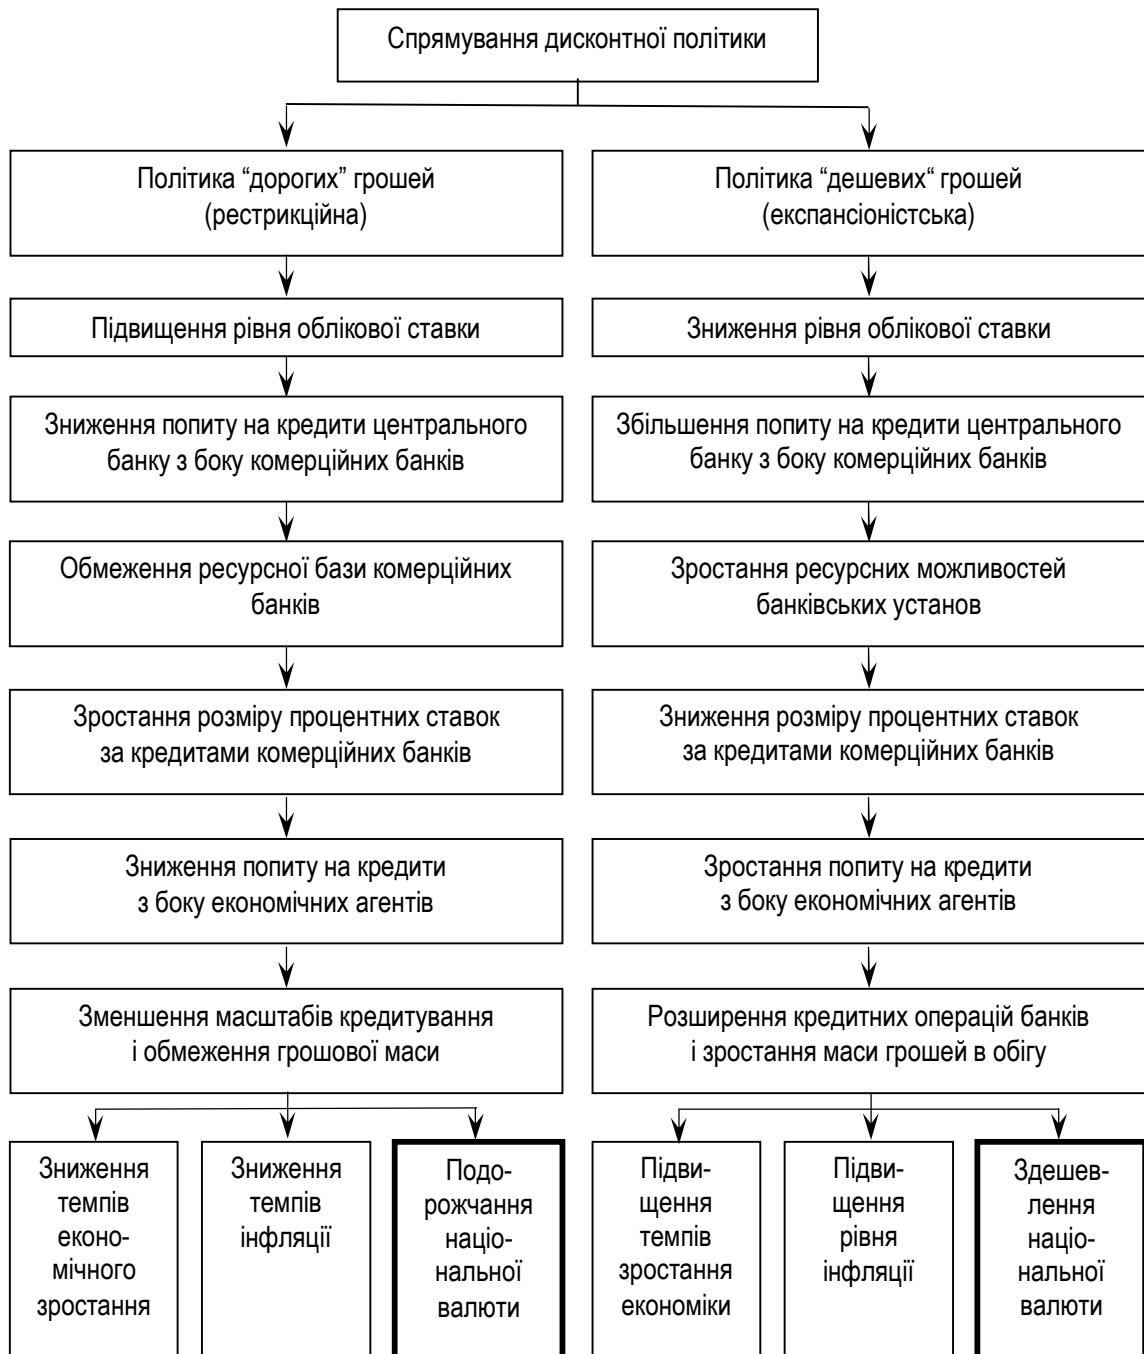 Спрямування дисконтної політики
Політика “дорогих” грошей
(рестрикційна)
Політика “дешевих“ грошей
(експансіоністська)
Підвищення рівня облікової ставки
Зниження рівня облікової ставки
Зниження попиту на кредити центрального
банку з боку комерційних банків
Збільшення попиту на кредити центрального
банку з боку комерційних банків
Обмеження ресурсної бази комерційних
банків
Зростання ресурсних можливостей
банківських установ
Зростання розміру процентних ставок
за кредитами комерційних банків
Зниження розміру процентних ставок
за кредитами комерційних банків
Зниження попиту на кредити
з боку економічних агентів
Зростання попиту на кредити
з боку економічних агентів
Зменшення масштабів кредитування
і обмеження грошової маси
Розширення кредитних операцій банків
і зростання маси грошей в обігу
Зниження
темпів
еконо-
мічного
зростання
Зниження
темпів
інфляції
Подо-
рожчання
націо-
нальної
валюти
Підви-
щення
темпів
зростання
економіки
Підви-
щення
рівня
інфляції
Здешев-
лення
націо-
нальної
валюти